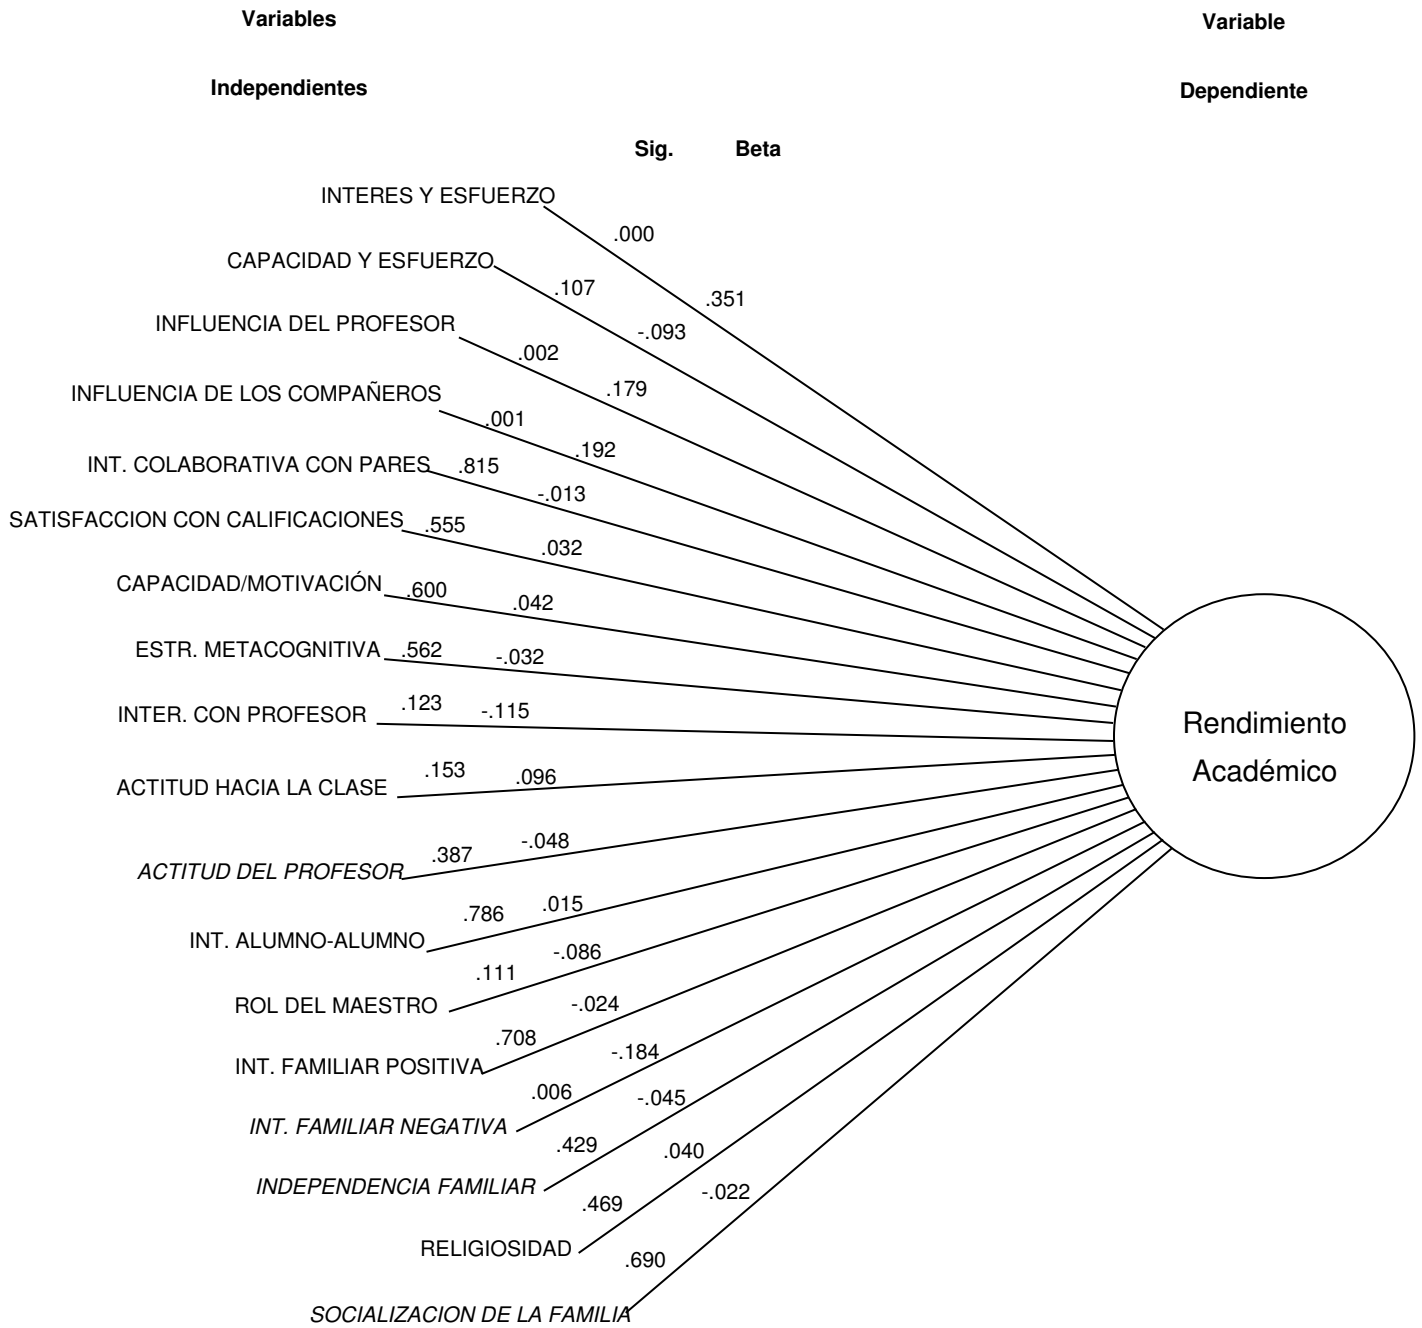 Variables
Variable
Independientes
Dependiente
Sig. Beta
INTERES Y ESFUERZO
.000
.351
CAPACIDAD Y ESFUERZO
.107
-.093
INFLUENCIA DEL PROFESOR
.002
.179
INFLUENCIA DE LOS COMPAÑEROS
.001
.192
INT. COLABORATIVA CON PARES
.815
-.013
SATISFACCION CON CALIFICACIONES
.555
.032
CAPACIDAD/MOTIVACIÓN
.600
.042
ESTR. METACOGNITIVA
.562
-.032
INTER. CON PROFESOR
.123
-.115
ACTITUD HACIA LA CLASE
.153
.096
ACTITUD DEL PROFESOR
.387
-.048
INT. ALUMNO-ALUMNO
.786
.015
ROL DEL MAESTRO
.111
-.086
INT. FAMILIAR POSITIVA
.708
-.024
INT. FAMILIAR NEGATIVA
.006
-.184
INDEPENDENCIA FAMILIAR
.429
-.045
RELIGIOSIDAD
.469
.040
SOCIALIZACION DE LA FAMILIA
.690
-.022
Rendimiento
Académico